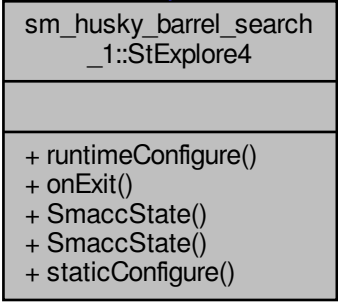 sm_husky_barrel_search
_1::StExplore4
+ runtimeConfigure()
+ onExit()
+ SmaccState()
+ SmaccState()
+ staticConfigure()